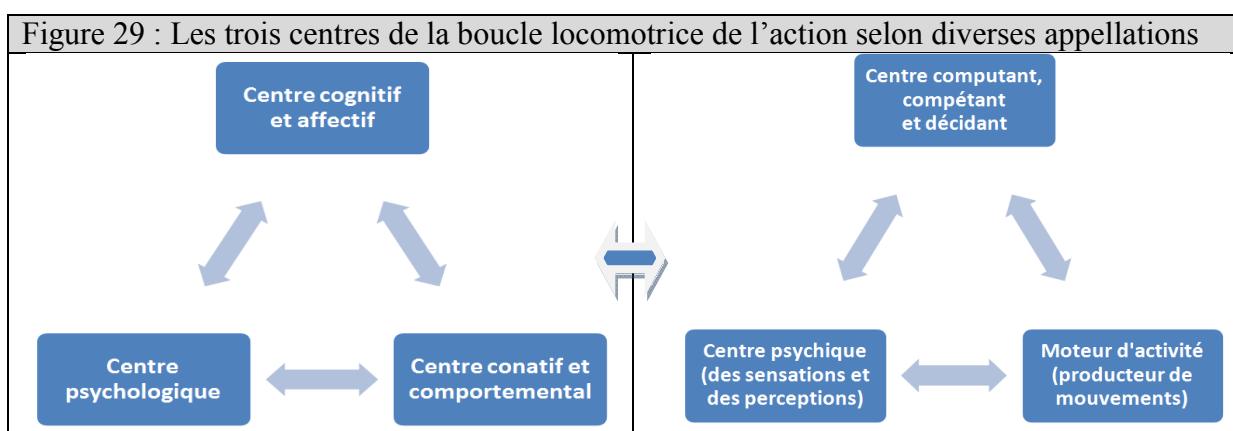 Figure 29 : Les trois centres de la boucle locomotrice de l’action selon diverses appellations
Centre cognitif
et affectif
Centre
psychologique
Centre conatif et
comportemental
Centre computant,
compétant
et décidant
Centre psychique
(des sensations et
des perceptions)
Moteur d'activité
(producteur de
mouvements)